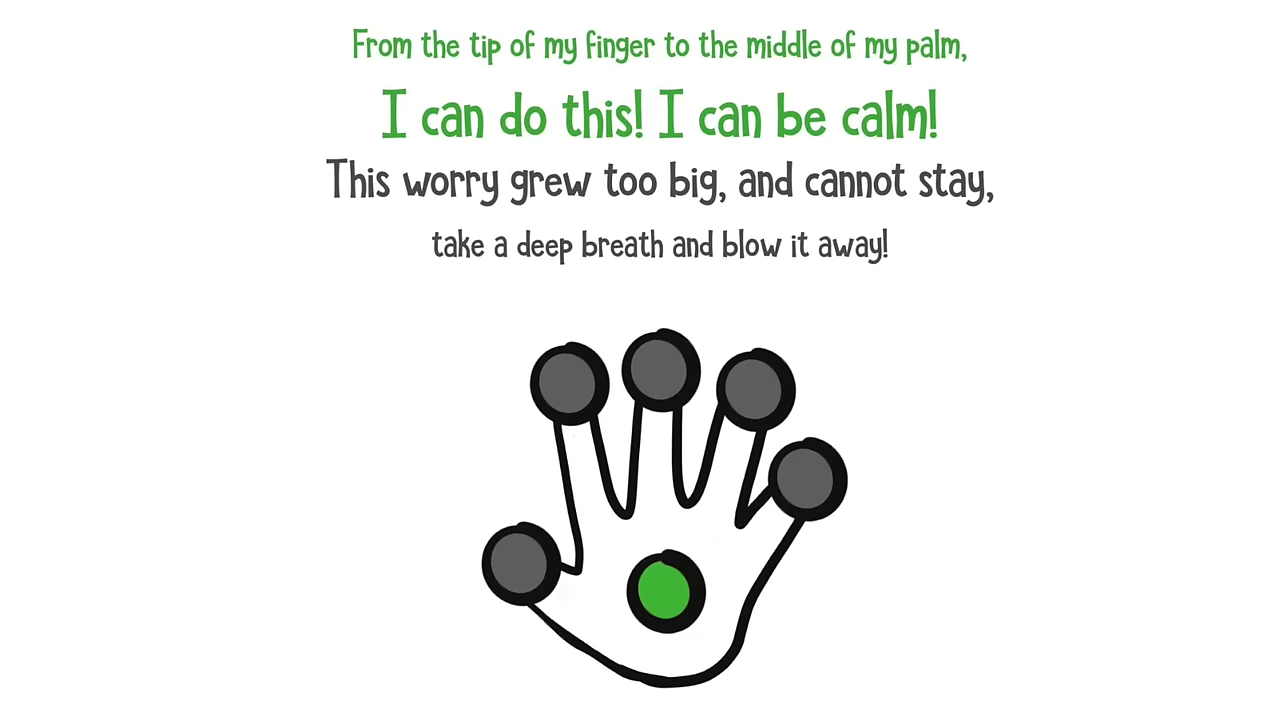 From the tip of my finger to the middle of my palm,
I can do this! I can be calm!
This worry grew too big, and cannot stay,
take a deep breath and blow it away!